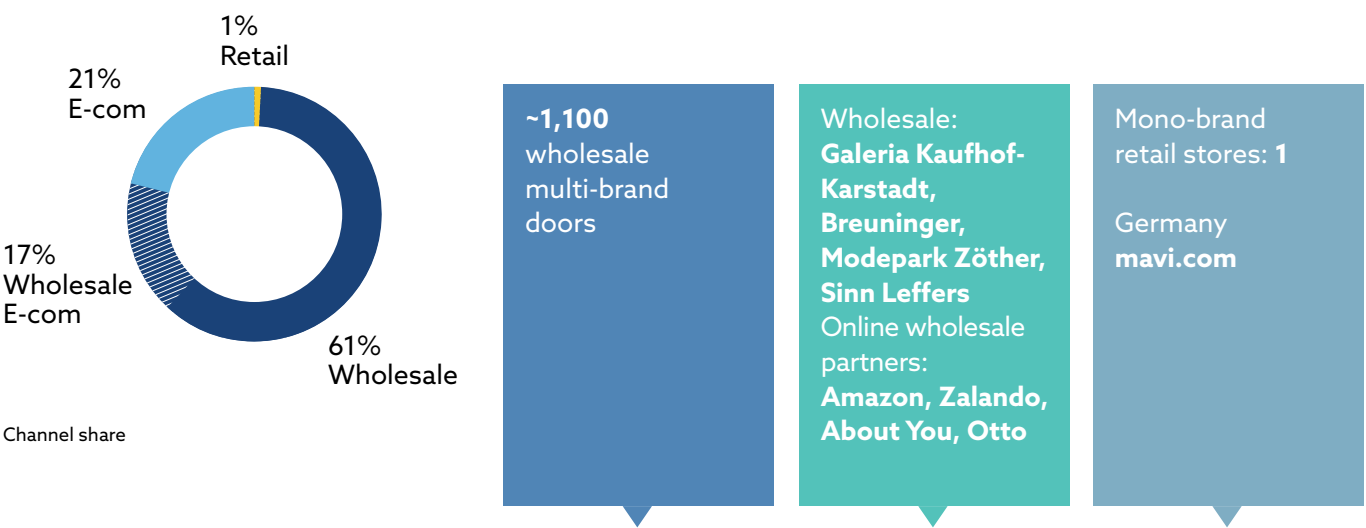 1%
Retail
21%
E-com
17%
Wholesale
E-com
61%
Wholesale
Channel share
~1,100
wholesale
multi-brand
doors
Wholesale:
Galeria Kaufhof-
Karstadt,
Breuninger,
Modepark Zöther,
Sinn Leffers
Online wholesale
partners:
Amazon, Zalando,
About You, Otto
Mono-brand
retail stores: 1
Germany
mavi.com